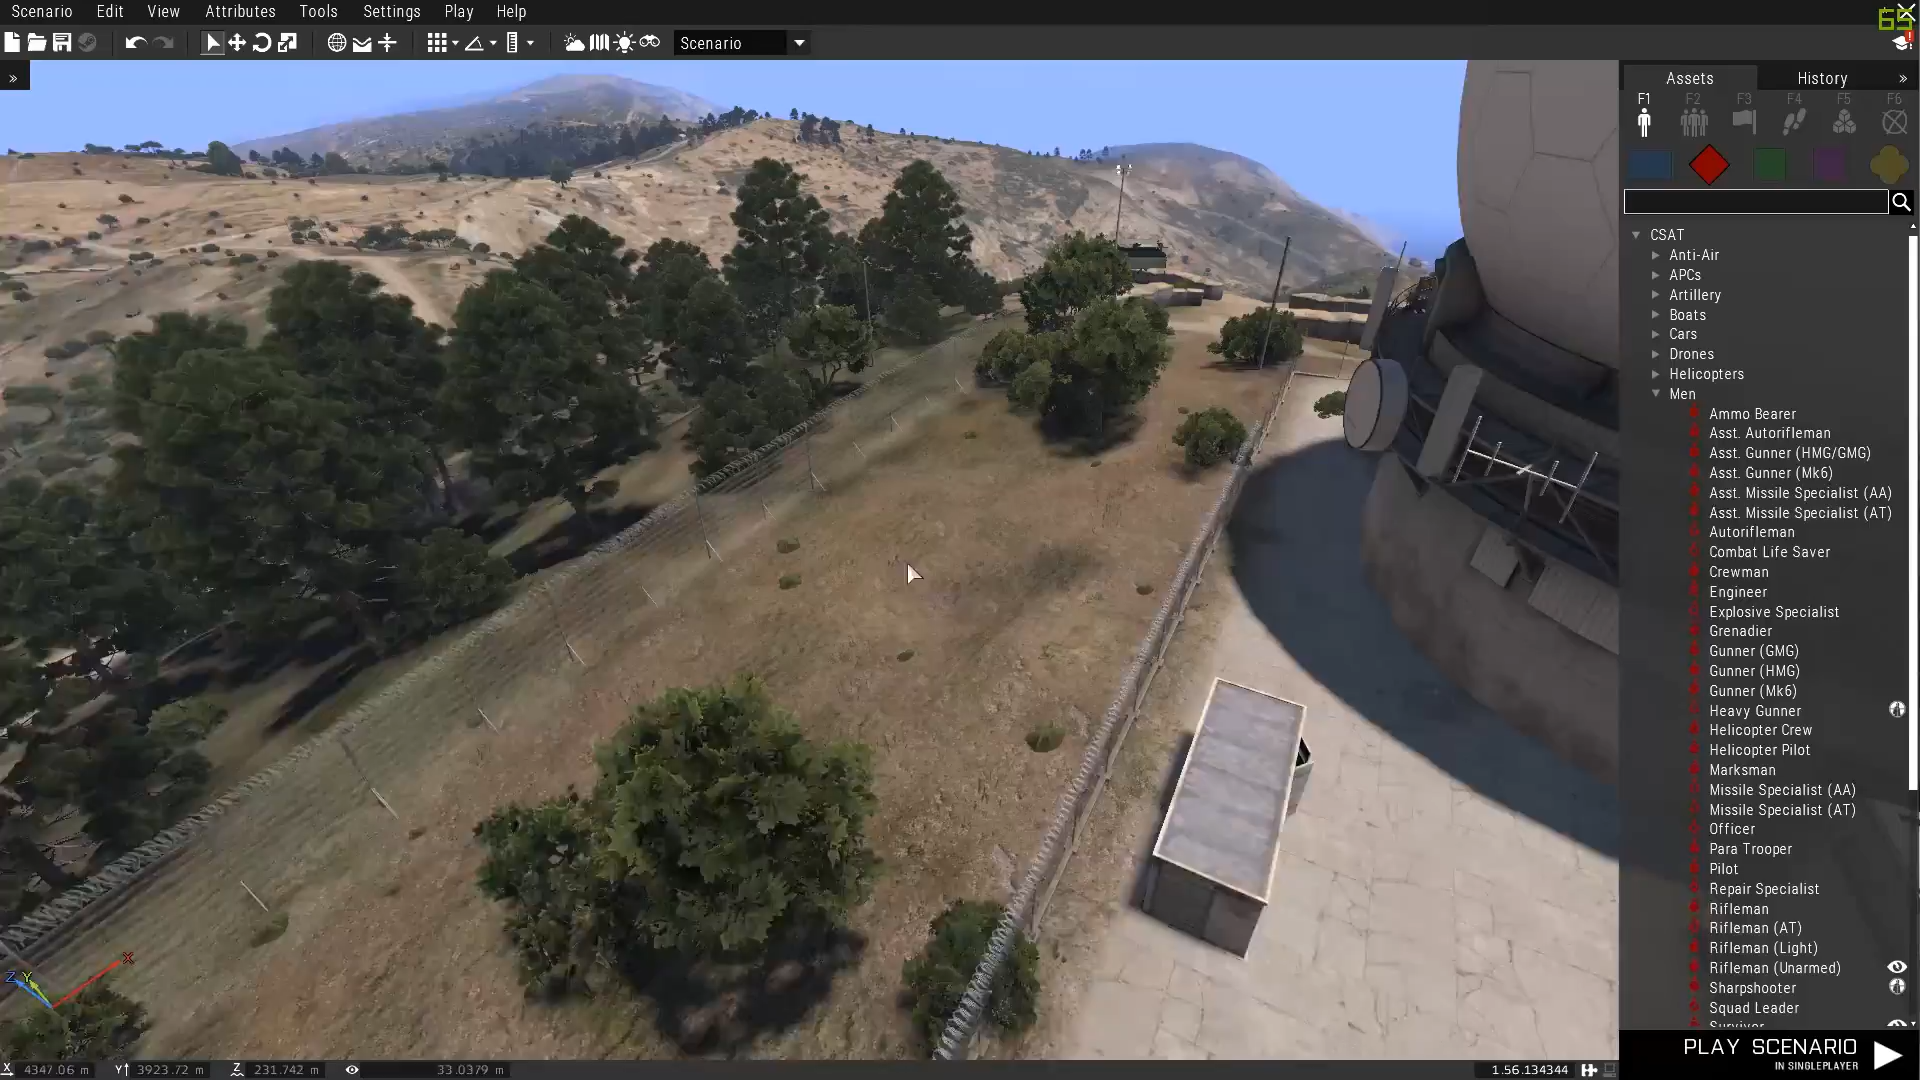 Scenario Edit View Attributes Tools Settings Play Help
65
Scenario
»
Assets History »
F1 F2 F3 F4 F5 F6
CSAT
Anti-Air
APCs
Artillery
Boats
Cars
Drones
Helicopters
Men
Ammo Bearer
Asst. Autorifleman
Asst. Gunner (HMG/GMG)
Asst. Gunner (Mk6)
Asst. Missile Specialist (AA)
Asst. Missile Specialist (AT)
Autorifleman
Combat Life Saver
Crewman
Engineer
Explosive Specialist
Grenadier
Gunner (GMG)
Gunner (HMG)
Gunner (Mk6)
Heavy Gunner
Helicopter Crew
Helicopter Pilot
Marksman
Missile Specialist (AA)
Missile Specialist (AT)
Officer
Para Trooper
Pilot
Repair Specialist
Rifleman
Rifleman (AT)
Rifleman (Light)
Rifleman (Unarmed)
Sharpshooter
Squad Leader
Survivor
Z Y X
PLAY SCENARIO
IN SINGLEPLAYER
X 4347.06 m Y 3923.72 m Z 231.742 m 33.0379 m 1.56.134344